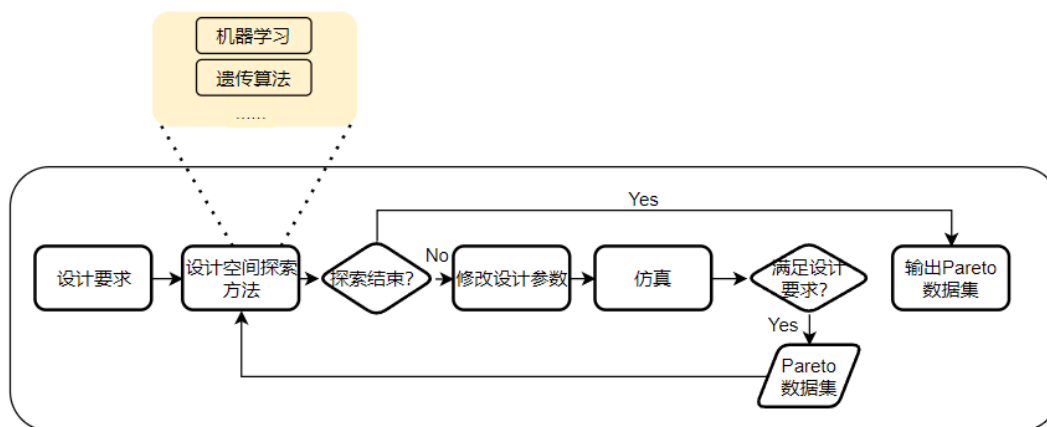 机器学习
遗传算法
......
Yes
设计要求
设计空间探索
方法
探索结束?
No
修改设计参数
仿真
满足设计
要求?
输出Pareto
数据集
Yes
Pareto
数据集